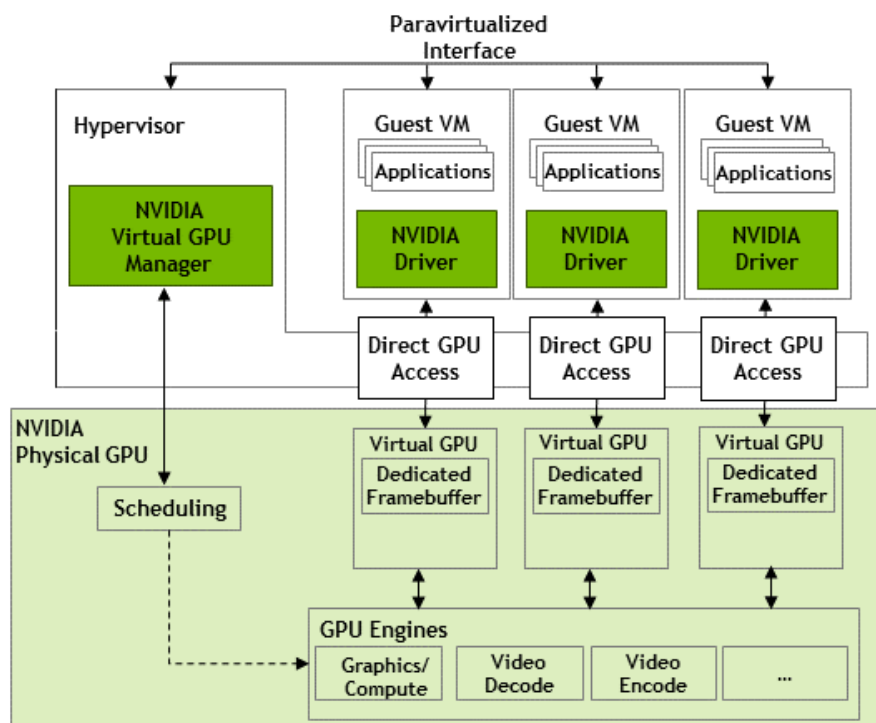 Paravirtualized
Interface
Hypervisor
NVIDIA
Virtual GPU
Manager
Guest VM
Applications
NVIDIA
Driver
Guest VM
Applications
NVIDIA
Driver
Guest VM
Applications
NVIDIA
Driver
Direct GPU
Access
Direct GPU
Access
Direct GPU
Access
NVIDIA
Physical GPU
Scheduling
Virtual GPU
Dedicated
Framebuffer
Virtual GPU
Dedicated
Framebuffer
Virtual GPU
Dedicated
Framebuffer
GPU Engines
Graphics/
Compute
Video
Decode
Video
Encode
...